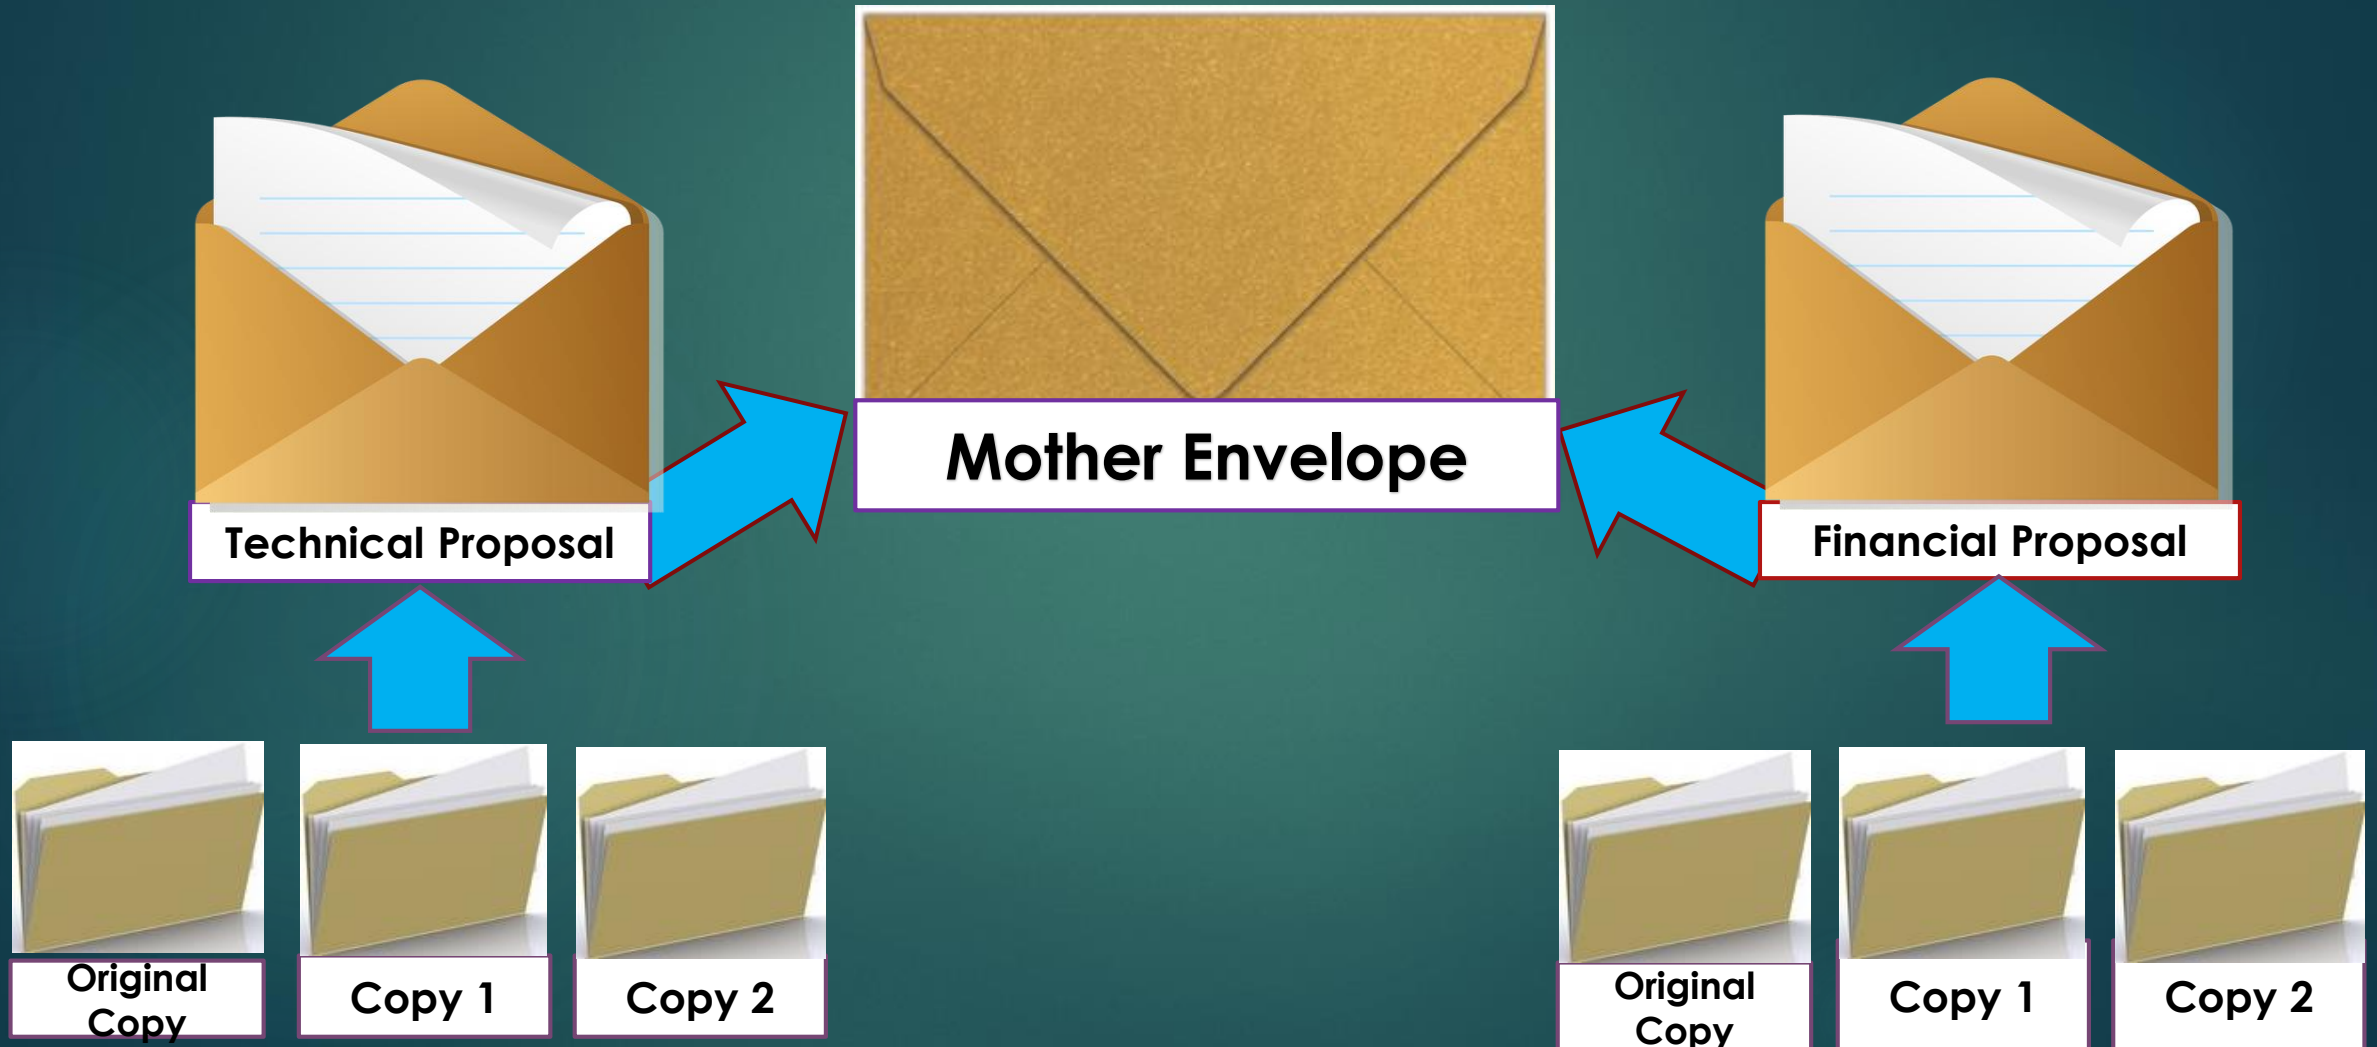 Mother Envelope
Technical Proposal
Financial Proposal
Original
Copy
Copy 1
Copy 2
Original
Copy
Copy 1
Copy 2